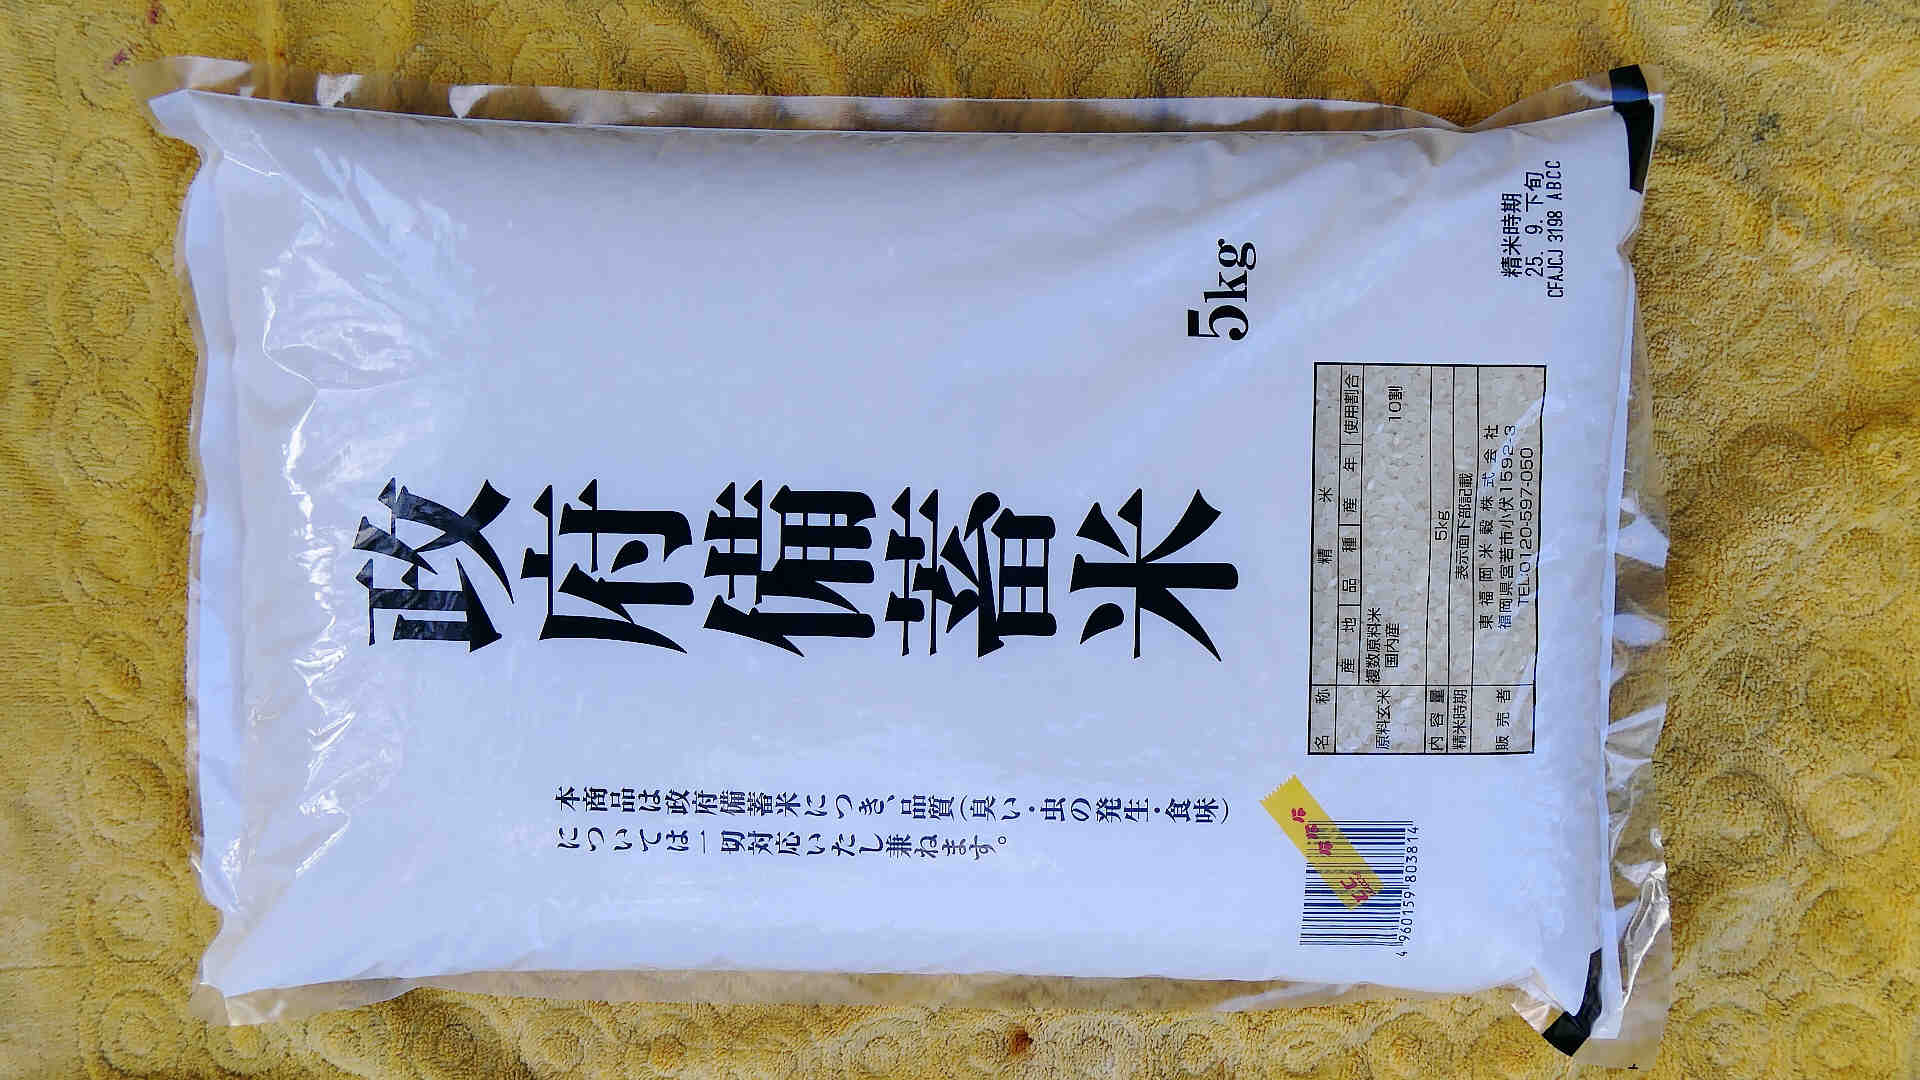 政府備蓄米
5kg
本商品は政府備蓄米につき、品質(臭い・虫の発生・食味)
については一切対応いたし兼ねます。
精米時期
25. 9. 下旬
CFAJCJ 3198 ABCC
名称 精米
原料玄米 産地 品種 産年 使用割合
複数原料米
国内産 10割
内容量 5kg
精米時期 表示面下部記載
販売者 東福岡米穀株式会社
福岡県宮若市小伏1592-3
TEL:0120-597-050
4 960159 803814